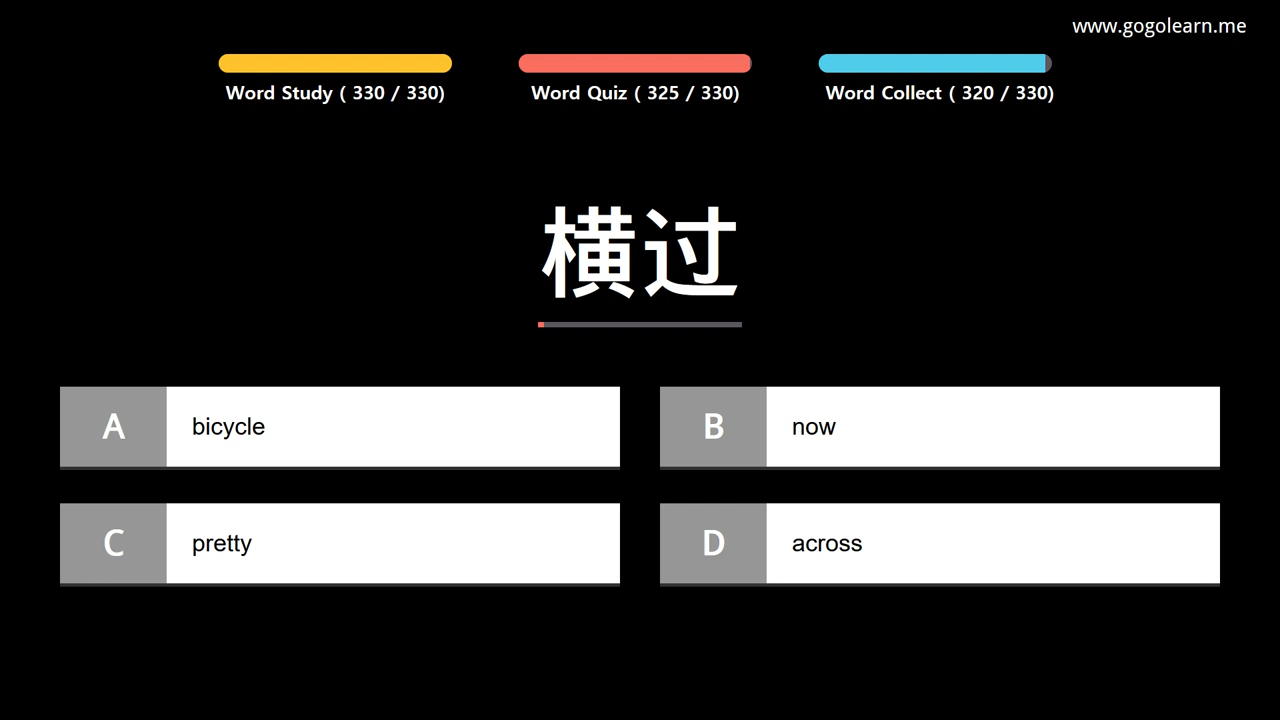 www.gogolearn.me
Word Study ( 330 / 330)
Word Quiz ( 325 / 330)
Word Collect ( 320 / 330)
横过
A bicycle
B now
C pretty
D across